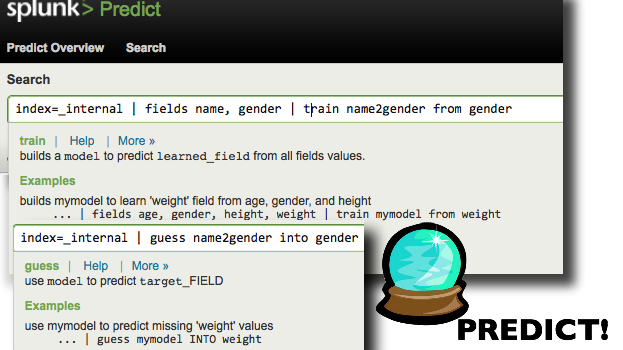 splunk> Predict
Predict Overview Search
Search
index=_internal | fields name, gender | train name2gender from gender
train | Help | More »
builds a model to predict learned_field from all fields values.
Examples
builds mymodel to learn 'weight' field from age, gender, and height
... | fields age, gender, height, weight | train mymodel from weight
index=_internal | guess name2gender into gender
guess | Help | More »
use model to predict target_FIELD
Examples
use mymodel to predict missing 'weight' values
... | guess mymodel INTO weight
PREDICT!